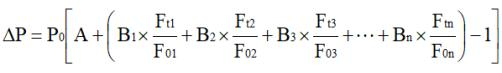 ΔP = P₀[A + (B₁×Fₜ₁/F₀₁ + B₂×Fₜ₂/F₀₂ + B₃×Fₜ₃/F₀₃ + ⋯ + Bₙ×Fₜₙ/F₀ₙ) − 1]